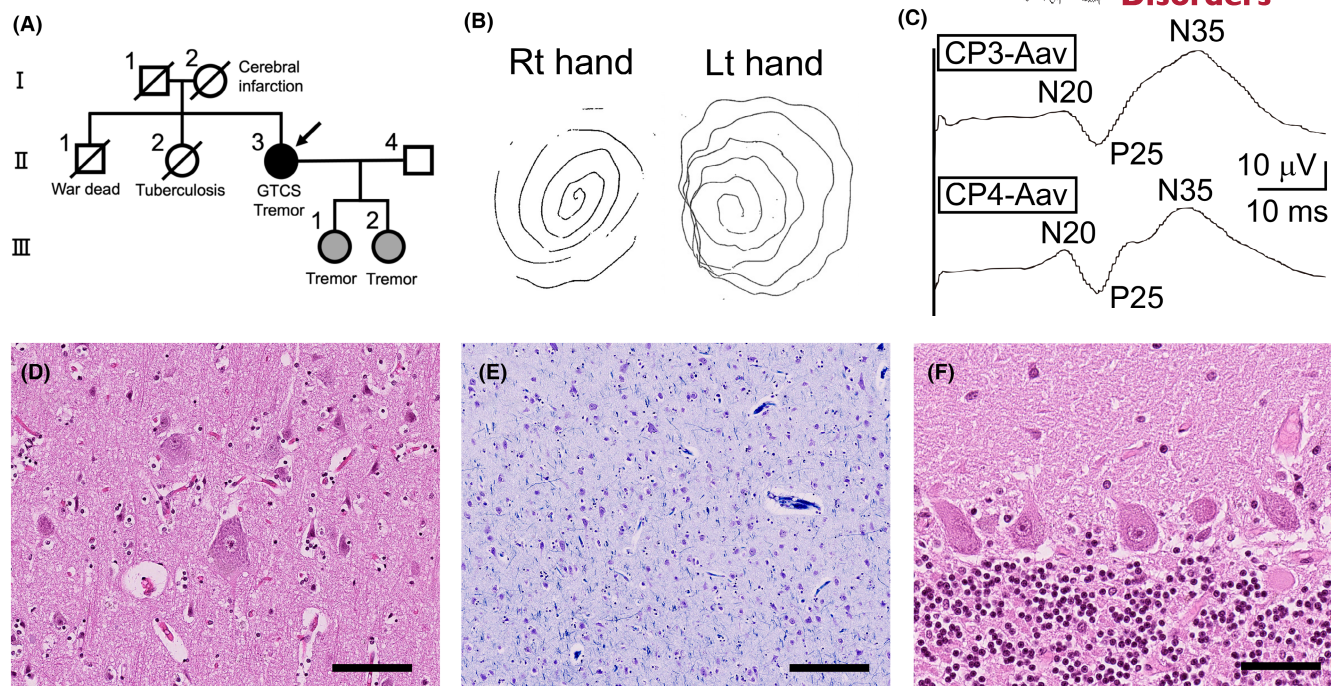 Disorders
(A)
1
2
Cerebral
infarction
I
1
2
3
4
II
War dead
Tuberculosis
GTCS
Tremor
1
2
III
Tremor
Tremor
(B)
Rt hand
Lt hand
(C)
CP3-Aav
N35
N20
P25
10 μV
10 ms
CP4-Aav
N35
N20
P25
(D)
(E)
(F)